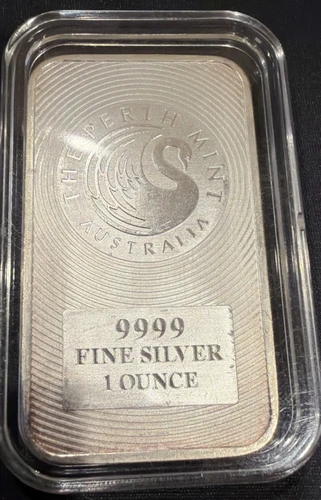 THE PERTH MINT
AUSTRALIA
9999
FINE SILVER
1 OUNCE